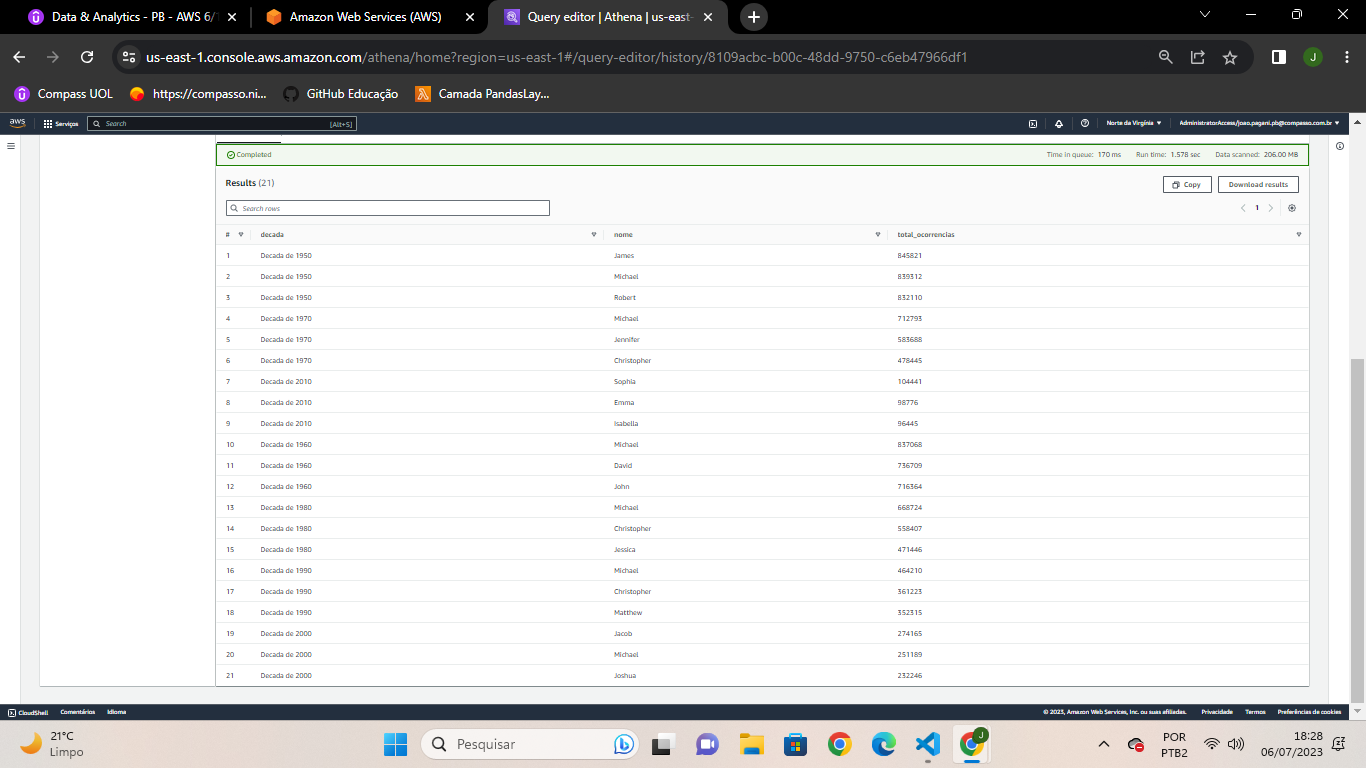 Data & Analytics - PB - AWS 6/
Amazon Web Services (AWS)
Query editor | Athena | us-east-
us-east-1.console.aws.amazon.com/athena/home?region=us-east-1#/query-editor/history/8109acbc-b00c-48dd-9750-c6eb47966df1
J
Compass UOL
https://compasso.ni...
GitHub Educação
Camada PandasLay...
aws
Serviços
Search
[Alt+S]
Norte da Virgínia
AdministratorAccess/joao.pagani.pb@compasso.com.br
Completed
Time in queue: 170 ms Run time: 1.578 sec Data scanned: 206.00 MB
Results (21)
Copy
Download results
Search rows
1
# decada nome total_ocorrencias
1 Decada de 1950 James 845821
2 Decada de 1950 Michael 839312
3 Decada de 1950 Robert 832110
4 Decada de 1970 Michael 712793
5 Decada de 1970 Jennifer 583688
6 Decada de 1970 Christopher 478445
7 Decada de 2010 Sophia 104441
8 Decada de 2010 Emma 98776
9 Decada de 2010 Isabella 96445
10 Decada de 1960 Michael 837068
11 Decada de 1960 David 736709
12 Decada de 1960 John 716364
13 Decada de 1980 Michael 668724
14 Decada de 1980 Christopher 558407
15 Decada de 1980 Jessica 471446
16 Decada de 1990 Michael 464210
17 Decada de 1990 Christopher 361223
18 Decada de 1990 Matthew 352315
19 Decada de 2000 Jacob 274165
20 Decada de 2000 Michael 251189
21 Decada de 2000 Joshua 232246
CloudShell Comentários Idioma
© 2023, Amazon Web Services, Inc. ou suas afiliadas. Privacidade Termos Preferências de cookies
21°C
Limpo
Pesquisar
J
POR
PTB2
18:28
06/07/2023